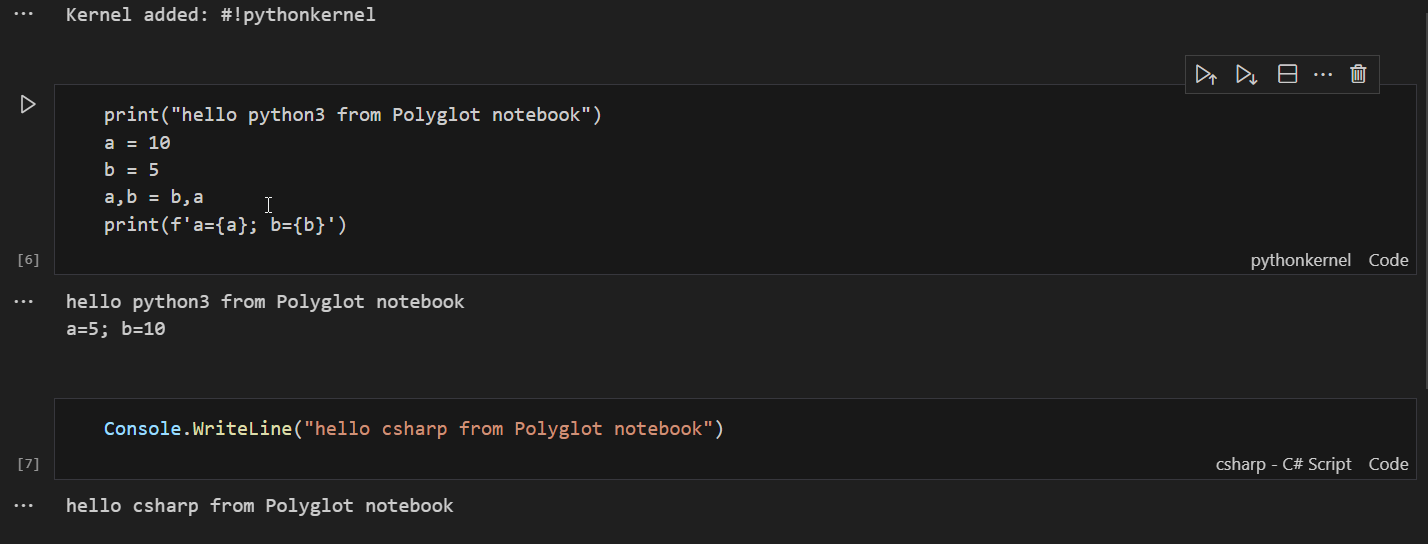 Kernel added: #!pythonkernel
print("hello python3 from Polyglot notebook")
a = 10
b = 5
a,b = b,a
print(f'a={a}; b={b}')
[6]
pythonkernel Code
hello python3 from Polyglot notebook
a=5; b=10
Console.WriteLine("hello csharp from Polyglot notebook")
[7]
csharp - C# Script Code
hello csharp from Polyglot notebook